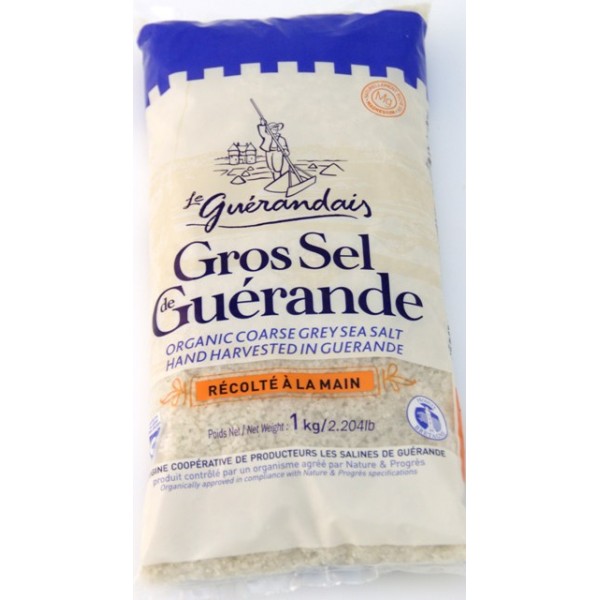 Mg
Le Guérandais
Gros Sel
de Guérande
ORGANIC COARSE GREY SEA SALT
HAND HARVESTED IN GUERANDE
RÉCOLTÉ À LA MAIN
Poids Net / Net Weight : 1 kg/2.204lb
COOPÉRATIVE DE PRODUCTEURS LES SALINES DE GUÉRANDE
produit contrôlé par un organisme agréé par Nature & Progrès
Organically approved in compliance with Nature & Progrès specifications